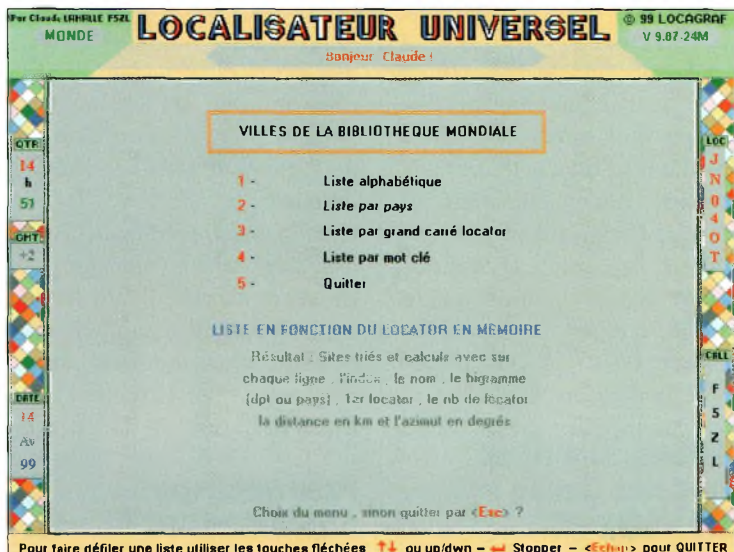 Par Claude LAHALLE F5ZL
MONDE
LOCALISATEUR UNIVERSEL
© 99 LOCAGRAF
V 9.87-24M
Bonjour Claude !
QTR
14
h
51
GMT
+2
DATE
14
Av
99
VILLES DE LA BIBLIOTHEQUE MONDIALE
1 - Liste alphabétique
2 - Liste par pays
3 - Liste par grand carré locator
4 - Liste par mot clé
5 - Quitter
LISTE EN FONCTION DU LOCATOR EN MEMOIRE
Résultat : Sites triés et calculs avec sur
chaque ligne , l'index , le nom , le bigramme
(dpt ou pays) , 1er locator , le nb de locator
la distance en km et l'azimut en degrés
Choix du menu , sinon quitter par <Esc> ?
LOC
J
N
0
4
O
T
CALL
F
5
Z
L
Pour faire défiler une liste utiliser les touches fléchées ↑↓ ou up/dwn – ↵ Stopper – <Echap> pour QUITTER